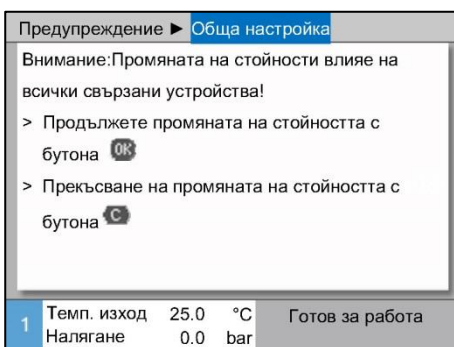 Предупреждение ► Обща настройка
Внимание:Промяната на стойности влияе на
всички свързани устройства!
> Продължете промяната на стойността с
бутона OK
> Прекъсване на промяната на стойността с
бутона C
1 Темп. изход 25.0 °C Готов за работа
Налягане 0.0 bar